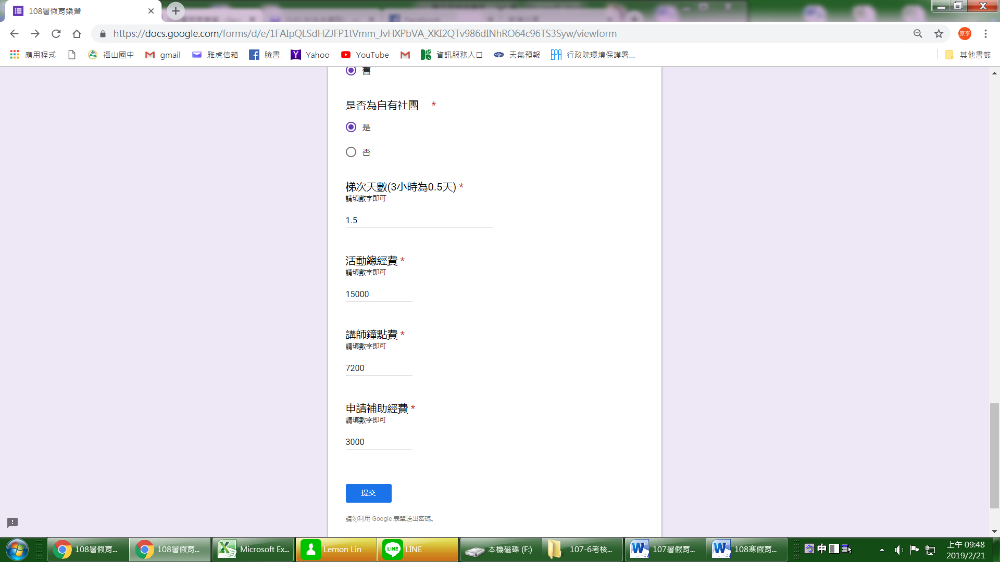 108暑假育樂營
https://docs.google.com/forms/d/e/1FAIpQLSdHZJFP1tVmm_JvHXPbVA_XKI2QTv986dINhRO64c96TS3Syw/viewform
原亨
應用程式 福山國中 gmail 雅虎信箱 臉書 Yahoo YouTube 資訊服務入口 天氣預報 行政院環境保護署... 其他書籤
舊
是否為自有社團 *
是
否
梯次天數(3小時為0.5天) *
請填數字即可
1.5
活動總經費 *
請填數字即可
15000
講師鐘點費 *
請填數字即可
7200
申請補助經費 *
請填數字即可
3000
提交
請勿利用 Google 表單送出密碼。
108暑假育... 108暑假育... Microsoft Ex... Lemon Lin LINE 本機磁碟 (F:) 107-6考核... 107暑假育... 108寒假育... 中 上午 09:48
2019/2/21